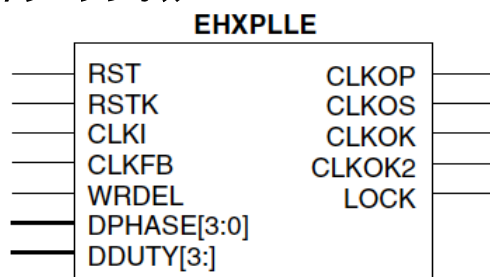 EHXPLLE
RST
RSTK
CLKI
CLKFB
WRDEL
DPHASE[3:0]
DDUTY[3:]
CLKOP
CLKOS
CLKOK
CLKOK2
LOCK